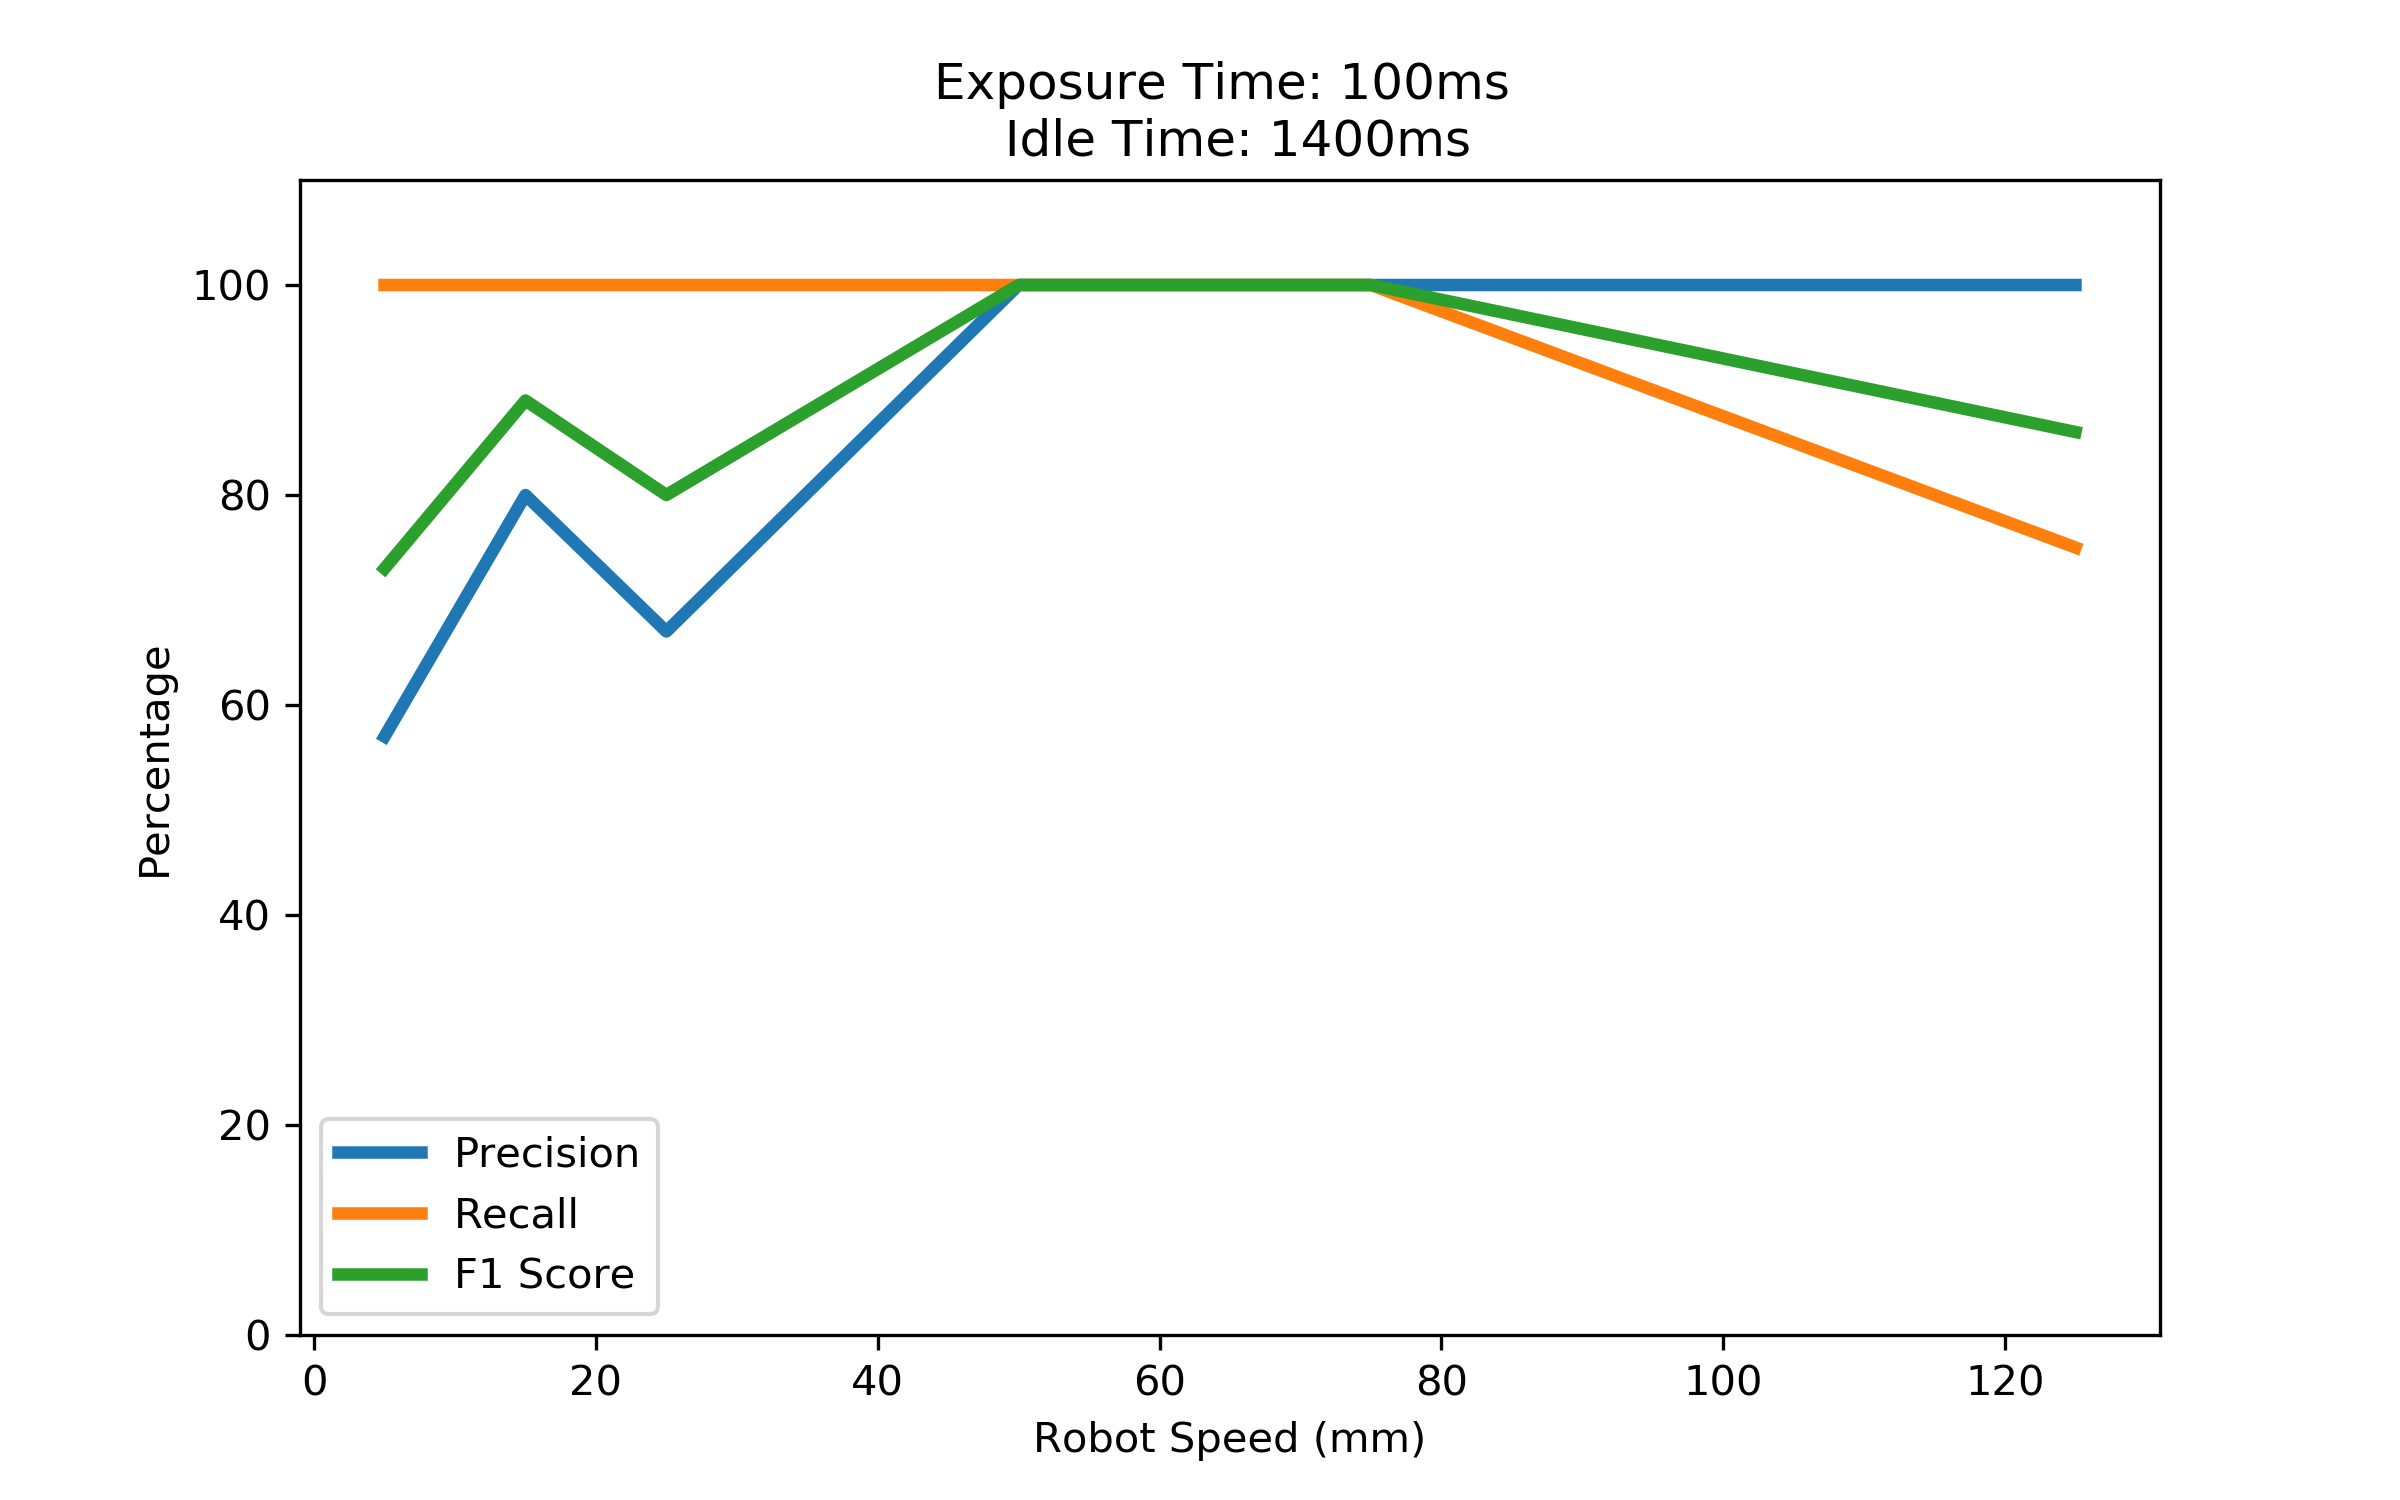 Exposure Time: 100ms
Idle Time: 1400ms
Percentage
100
80
60
40
20
0
Precision
Recall
F1 Score
0 20 40 60 80 100 120
Robot Speed (mm)